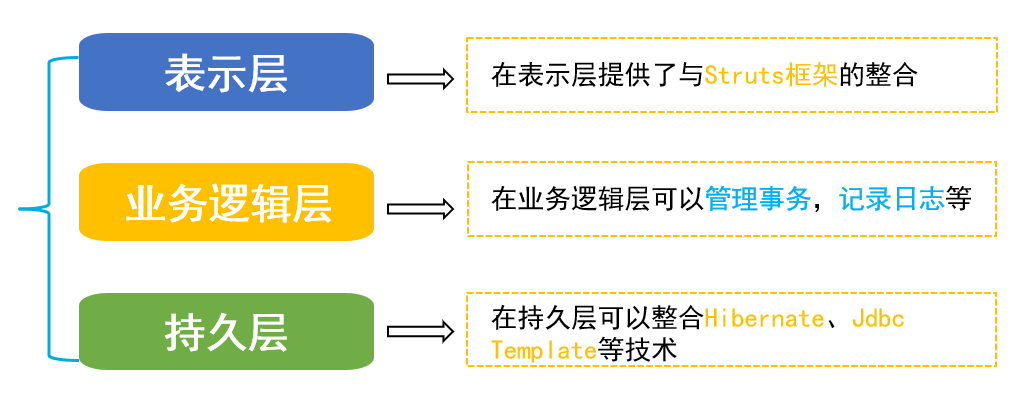 表示层
在表示层提供了与Struts框架的整合
业务逻辑层
在业务逻辑层可以管理事务，记录日志等
持久层
在持久层可以整合Hibernate、Jdbc
Template等技术